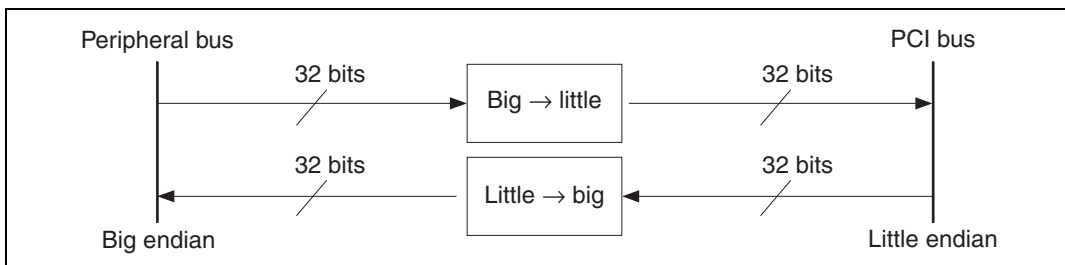 Peripheral bus
PCI bus
32 bits
Big → little
32 bits
32 bits
Little → big
32 bits
Big endian
Little endian